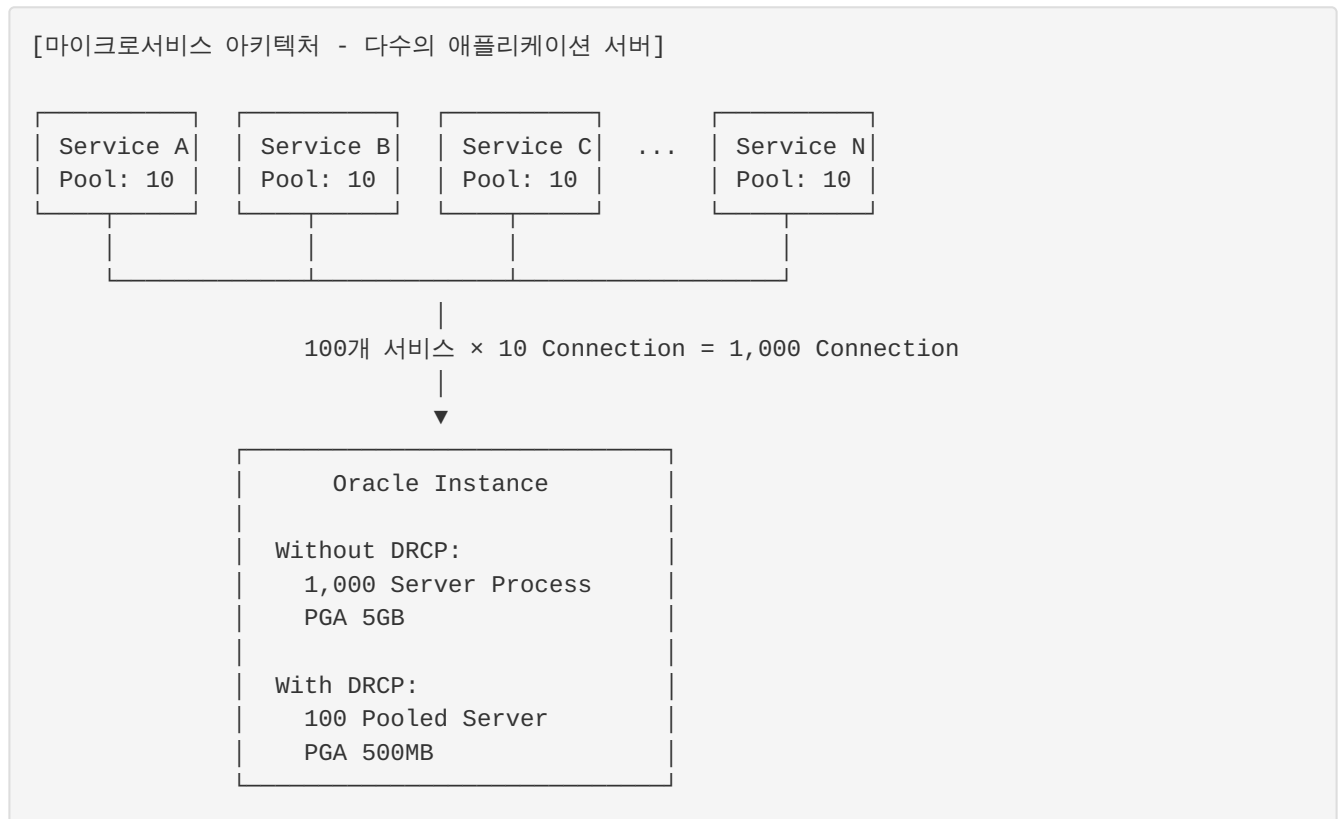 [마이크로서비스 아키텍처 - 다수의 애플리케이션 서버]
Service A Service B Service C ... Service N
Pool: 10 Pool: 10 Pool: 10 Pool: 10
100개 서비스 × 10 Connection = 1,000 Connection
Oracle Instance
Without DRCP:
1,000 Server Process
PGA 5GB
With DRCP:
100 Pooled Server
PGA 500MB